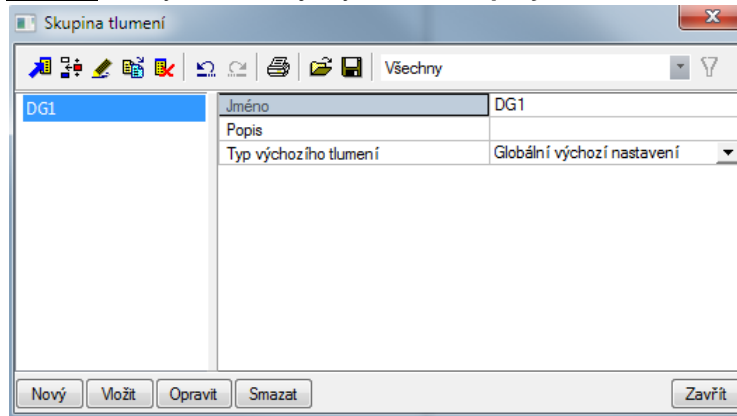 Skupina tlumení
Všechny
DG1
Jméno DG1
Popis
Typ výchozího tlumení Globální výchozí nastavení
Nový Vložit Opravit Smazat Zavřít